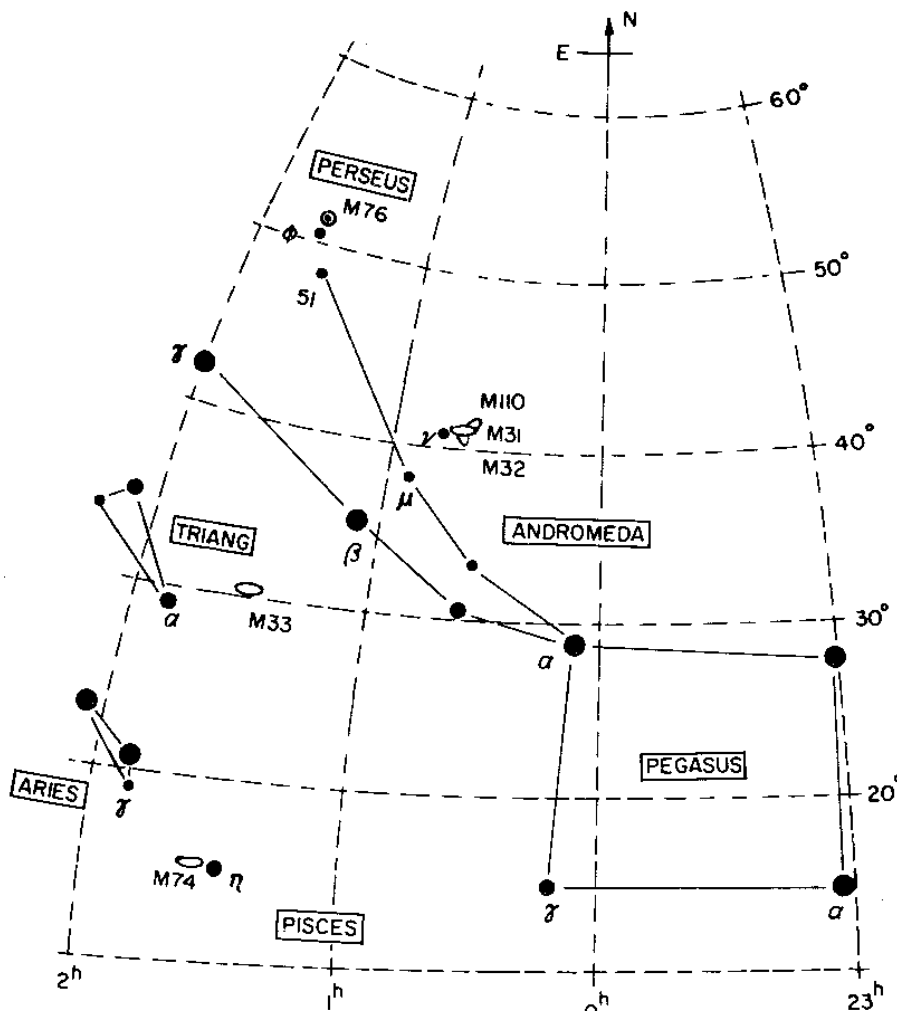 N
E
60°
PERSEUS
M76
ϕ
50°
51
γ
M110
ν
M31
40°
M32
μ
TRIANG
β
ANDROMEDA
α
M33
30°
α
PEGASUS
ARIES
20°
γ
M74
η
γ
α
PISCES
2ʰ
1ʰ
0ʰ
23ʰ